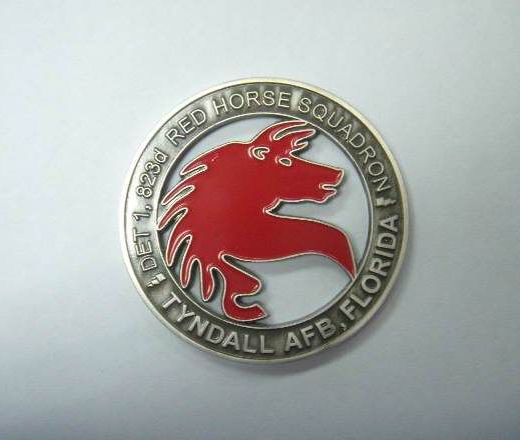 DET 1, 823d RED HORSE SQUADRON
TYNDALL AFB, FLORIDA